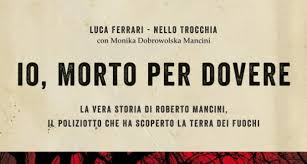 LUCA FERRARI - NELLO TROCCHIA
con Monika Dobrowolska Mancini
IO, MORTO PER DOVERE
LA VERA STORIA DI ROBERTO MANCINI,
IL POLIZIOTTO CHE HA SCOPERTO LA TERRA DEI FUOCHI